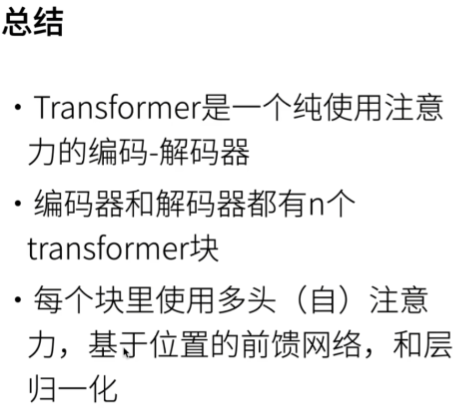 总结
• Transformer是一个纯使用注意
力的编码-解码器
• 编码器和解码器都有n个
transformer块
• 每个块里使用多头（自）注意
力，基于位置的前馈网络，和层
归一化